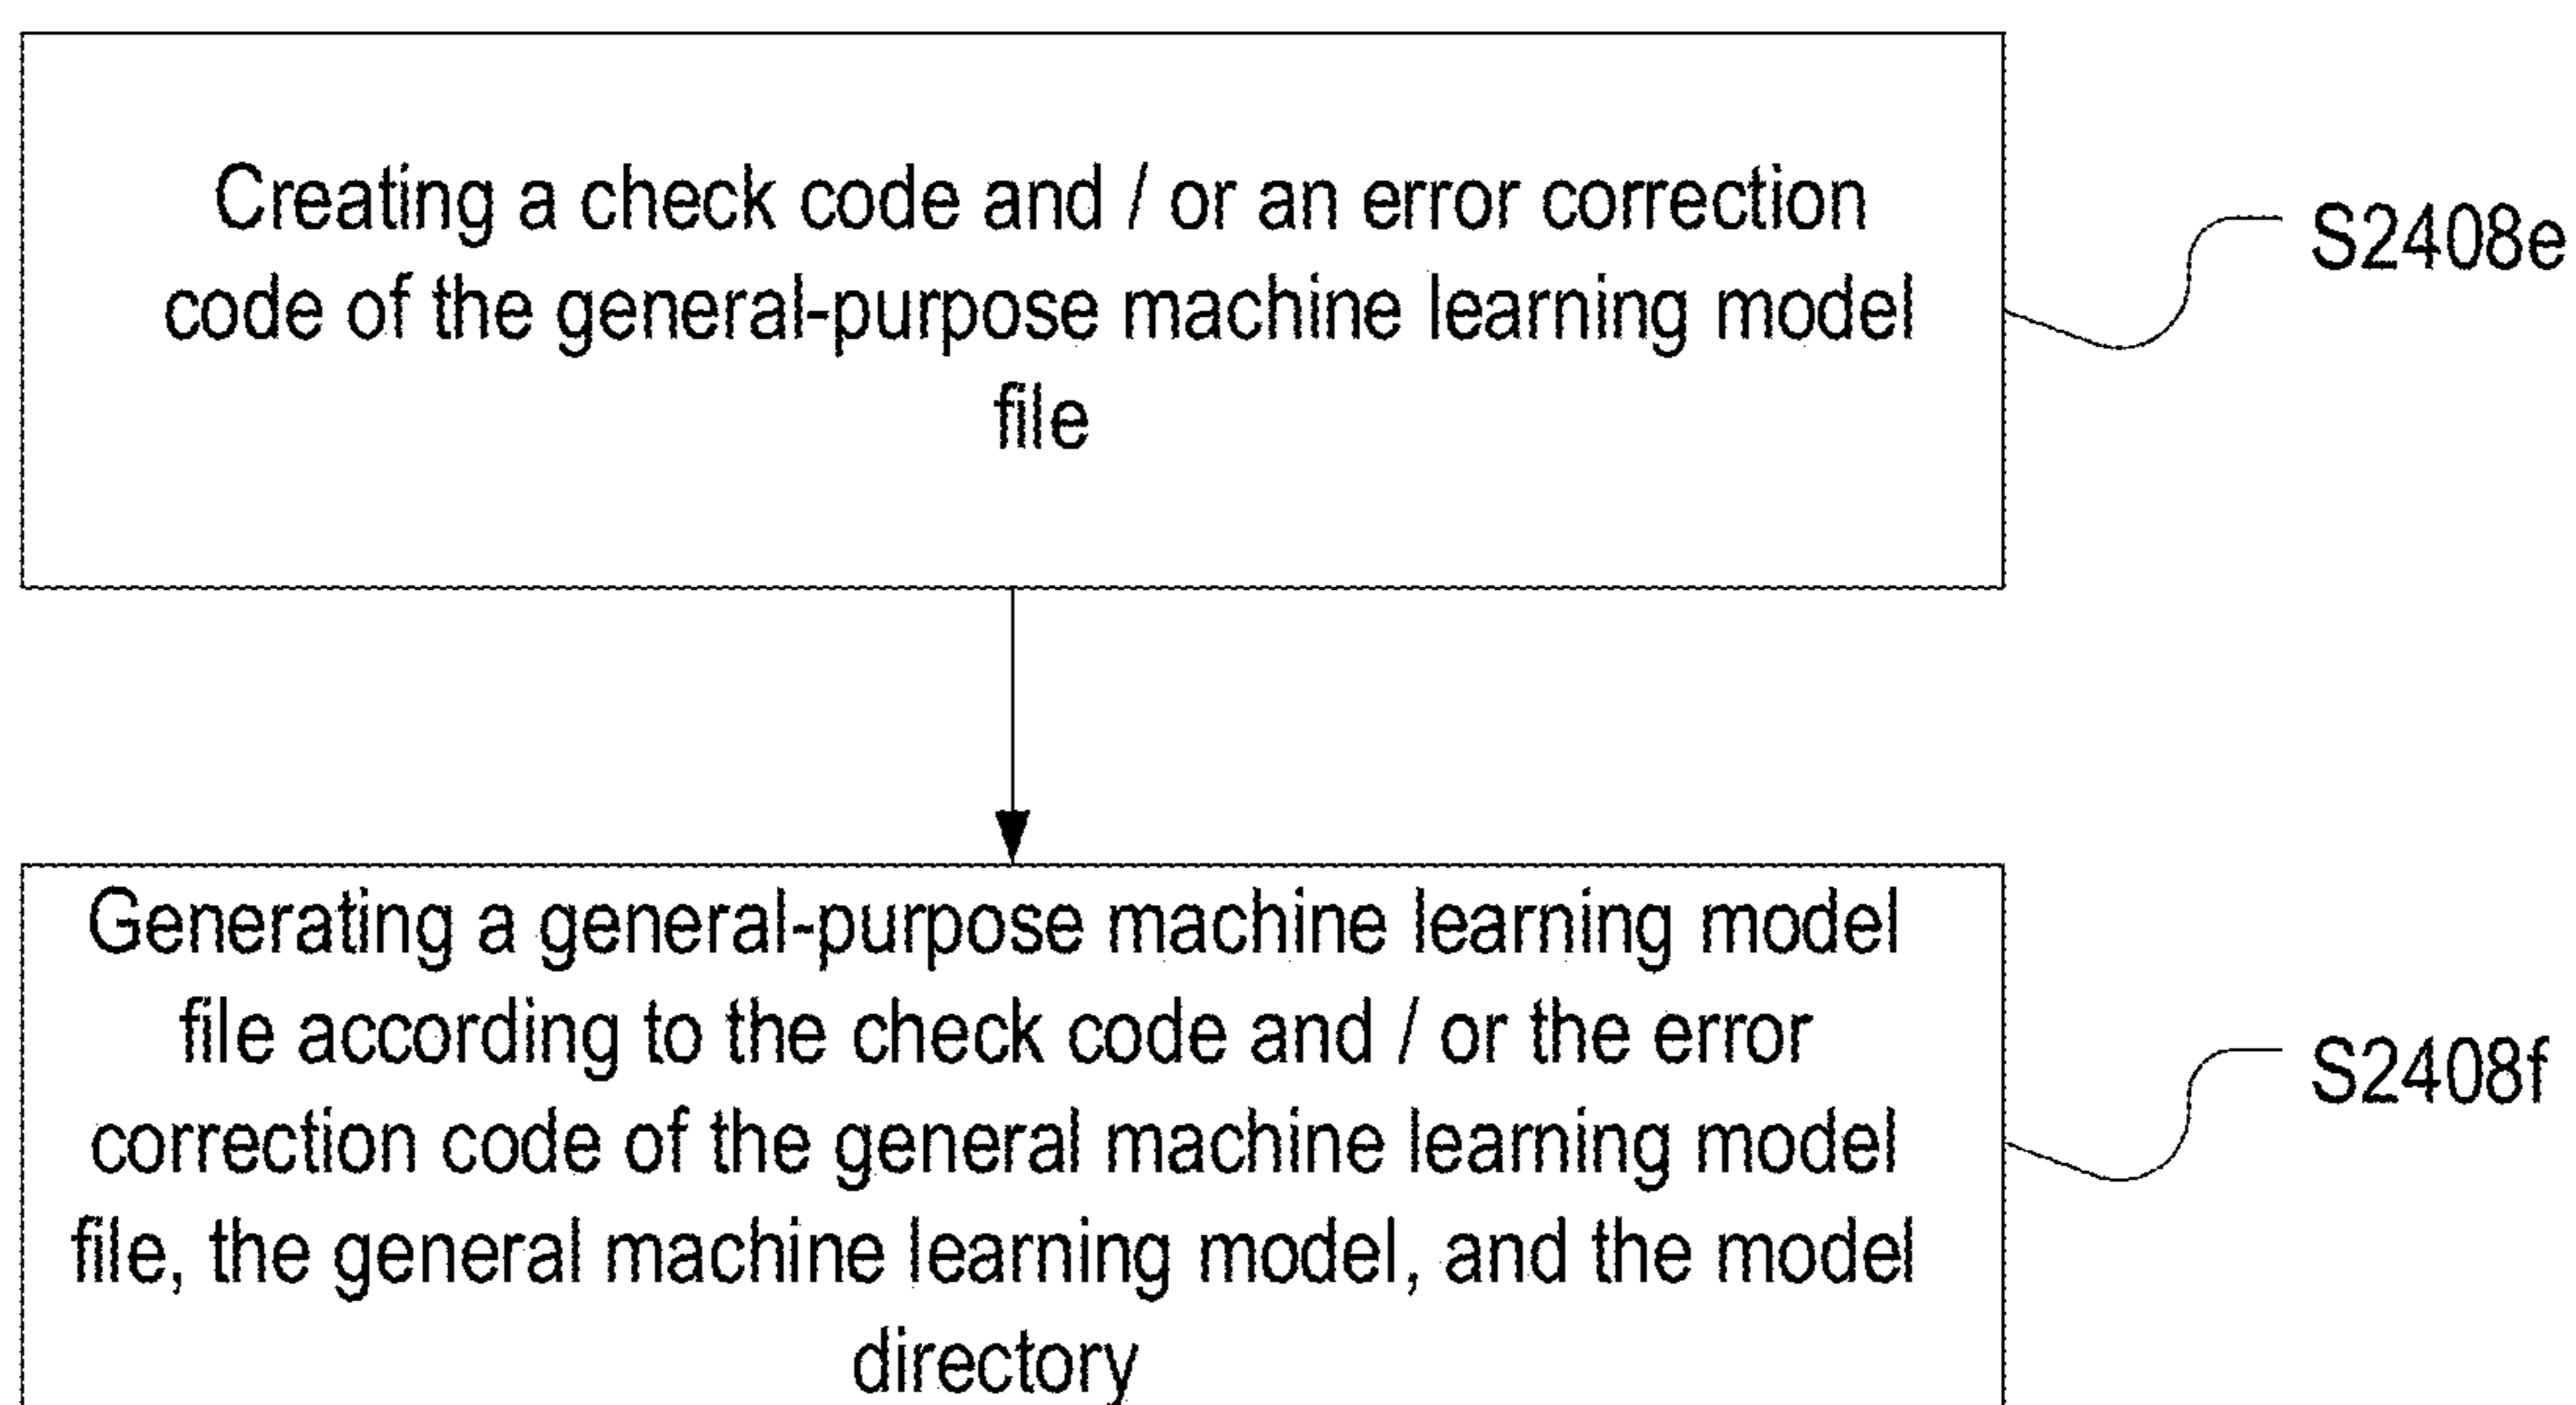 Creating a check code and / or an error correction
code of the general-purpose machine learning model
file
S2408e
Generating a general-purpose machine learning model
file according to the check code and / or the error
correction code of the general machine learning model
file, the general machine learning model, and the model
directory
S2408f